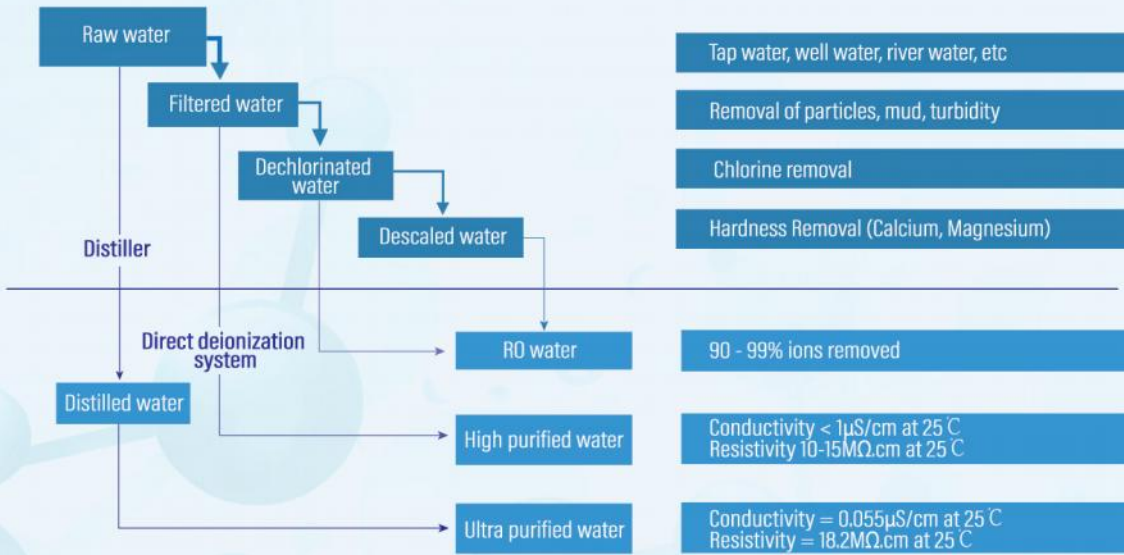 Raw water
Tap water, well water, river water, etc
Filtered water
Removal of particles, mud, turbidity
Dechlorinated
water
Chlorine removal
Descaled water
Hardness Removal (Calcium, Magnesium)
Distiller
Direct deionization
system
RO water
90 - 99% ions removed
Distilled water
High purified water
Conductivity < 1µS/cm at 25℃
Resistivity 10-15MΩ.cm at 25℃
Ultra purified water
Conductivity = 0.055µS/cm at 25℃
Resistivity = 18.2MΩ.cm at 25℃